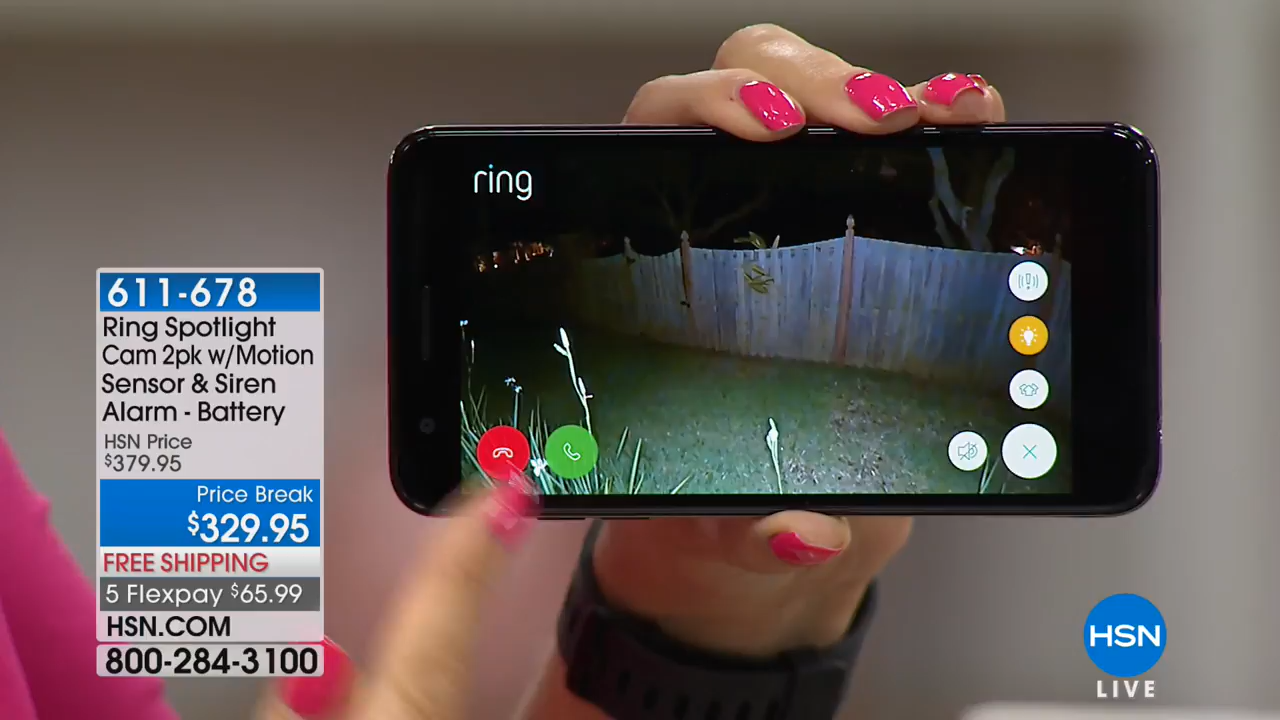 611-678
Ring Spotlight
Cam 2pk w/Motion
Sensor & Siren
Alarm - Battery
HSN Price
$379.95
Price Break
$329.95
FREE SHIPPING
5 Flexpay $65.99
HSN.COM
800-284-3100
ring
HSN
LIVE